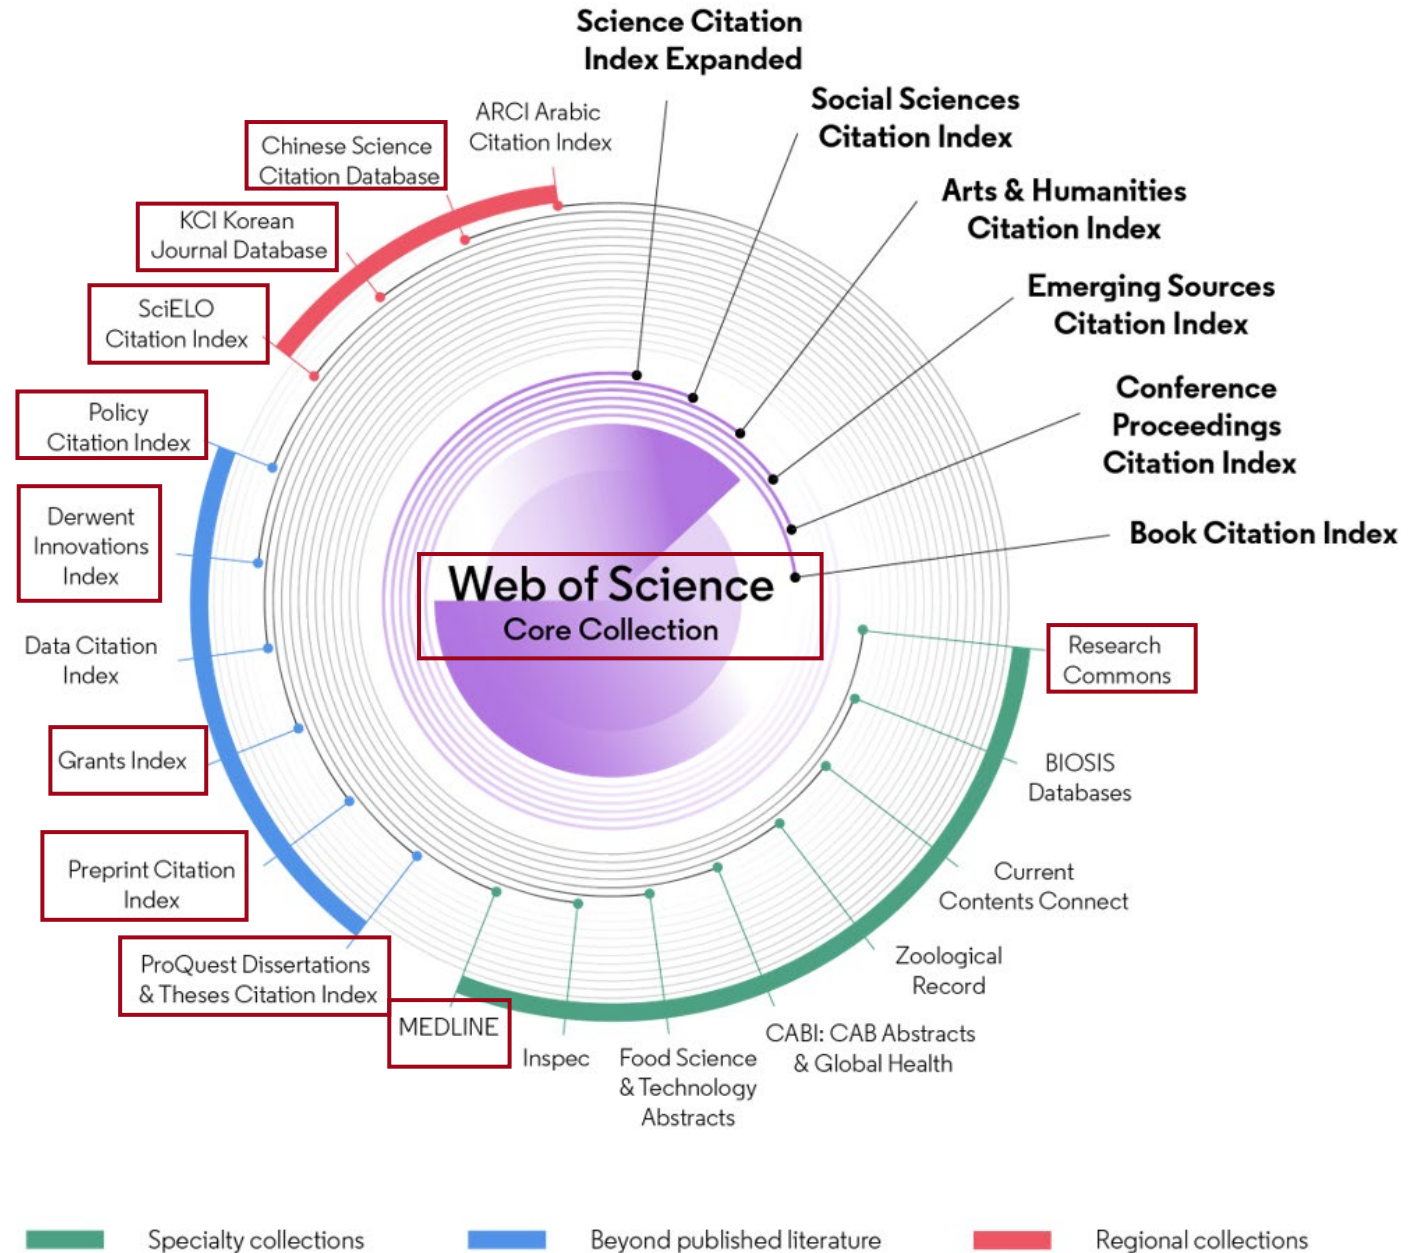 Science Citation
Index Expanded
Social Sciences
Citation Index
Arts & Humanities
Citation Index
Emerging Sources
Citation Index
Conference
Proceedings
Citation Index
Book Citation Index
ARCI Arabic
Citation Index
Chinese Science
Citation Database
KCI Korean
Journal Database
SciELO
Citation Index
Policy
Citation Index
Derwent
Innovations
Index
Data Citation
Index
Grants Index
Preprint Citation
Index
ProQuest Dissertations
& Theses Citation Index
Web of Science
Core Collection
Research
Commons
BIOSIS
Databases
Current
Contents Connect
Zoological
Record
CABI: CAB Abstracts
& Global Health
Food Science
& Technology
Abstracts
Inspec
MEDLINE
Specialty collections
Beyond published literature
Regional collections